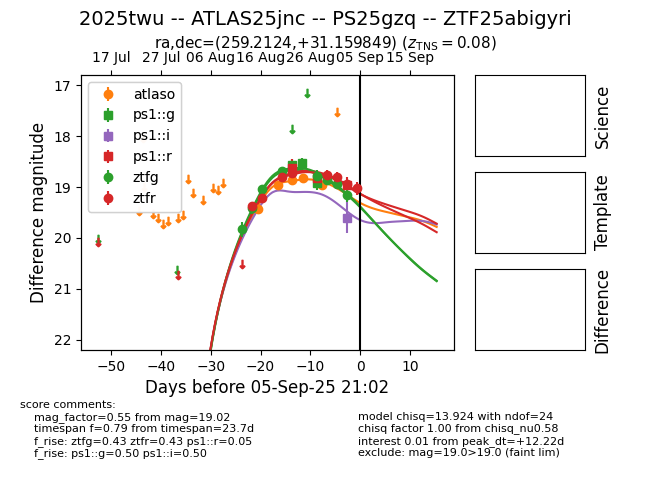 2025twu -- ATLAS25jnc -- PS25gzq -- ZTF25abigyri
ra,dec=(259.2124,+31.159849) (z_TNS = 0.08)
17 Jul 27 Jul 06 Aug 16 Aug 26 Aug 05 Sep 15 Sep
Difference magnitude
17
18
19
20
21
22
atlaso
ps1::g
ps1::i
ps1::r
ztfg
ztfr
−50 −40 −30 −20 −10 0 10
Days before 05-Sep-25 21:02
Science
Template
Difference
score comments:
mag_factor=0.55 from mag=19.02
timespan f=0.79 from timespan=23.7d
f_rise: ztfg=0.43 ztfr=0.43 ps1::r=0.05
f_rise: ps1::g=0.50 ps1::i=0.50
model chisq=13.924 with ndof=24
chisq factor 1.00 from chisq_nu0.58
interest 0.01 from peak_dt=+12.22d
exclude: mag=19.0>19.0 (faint lim)